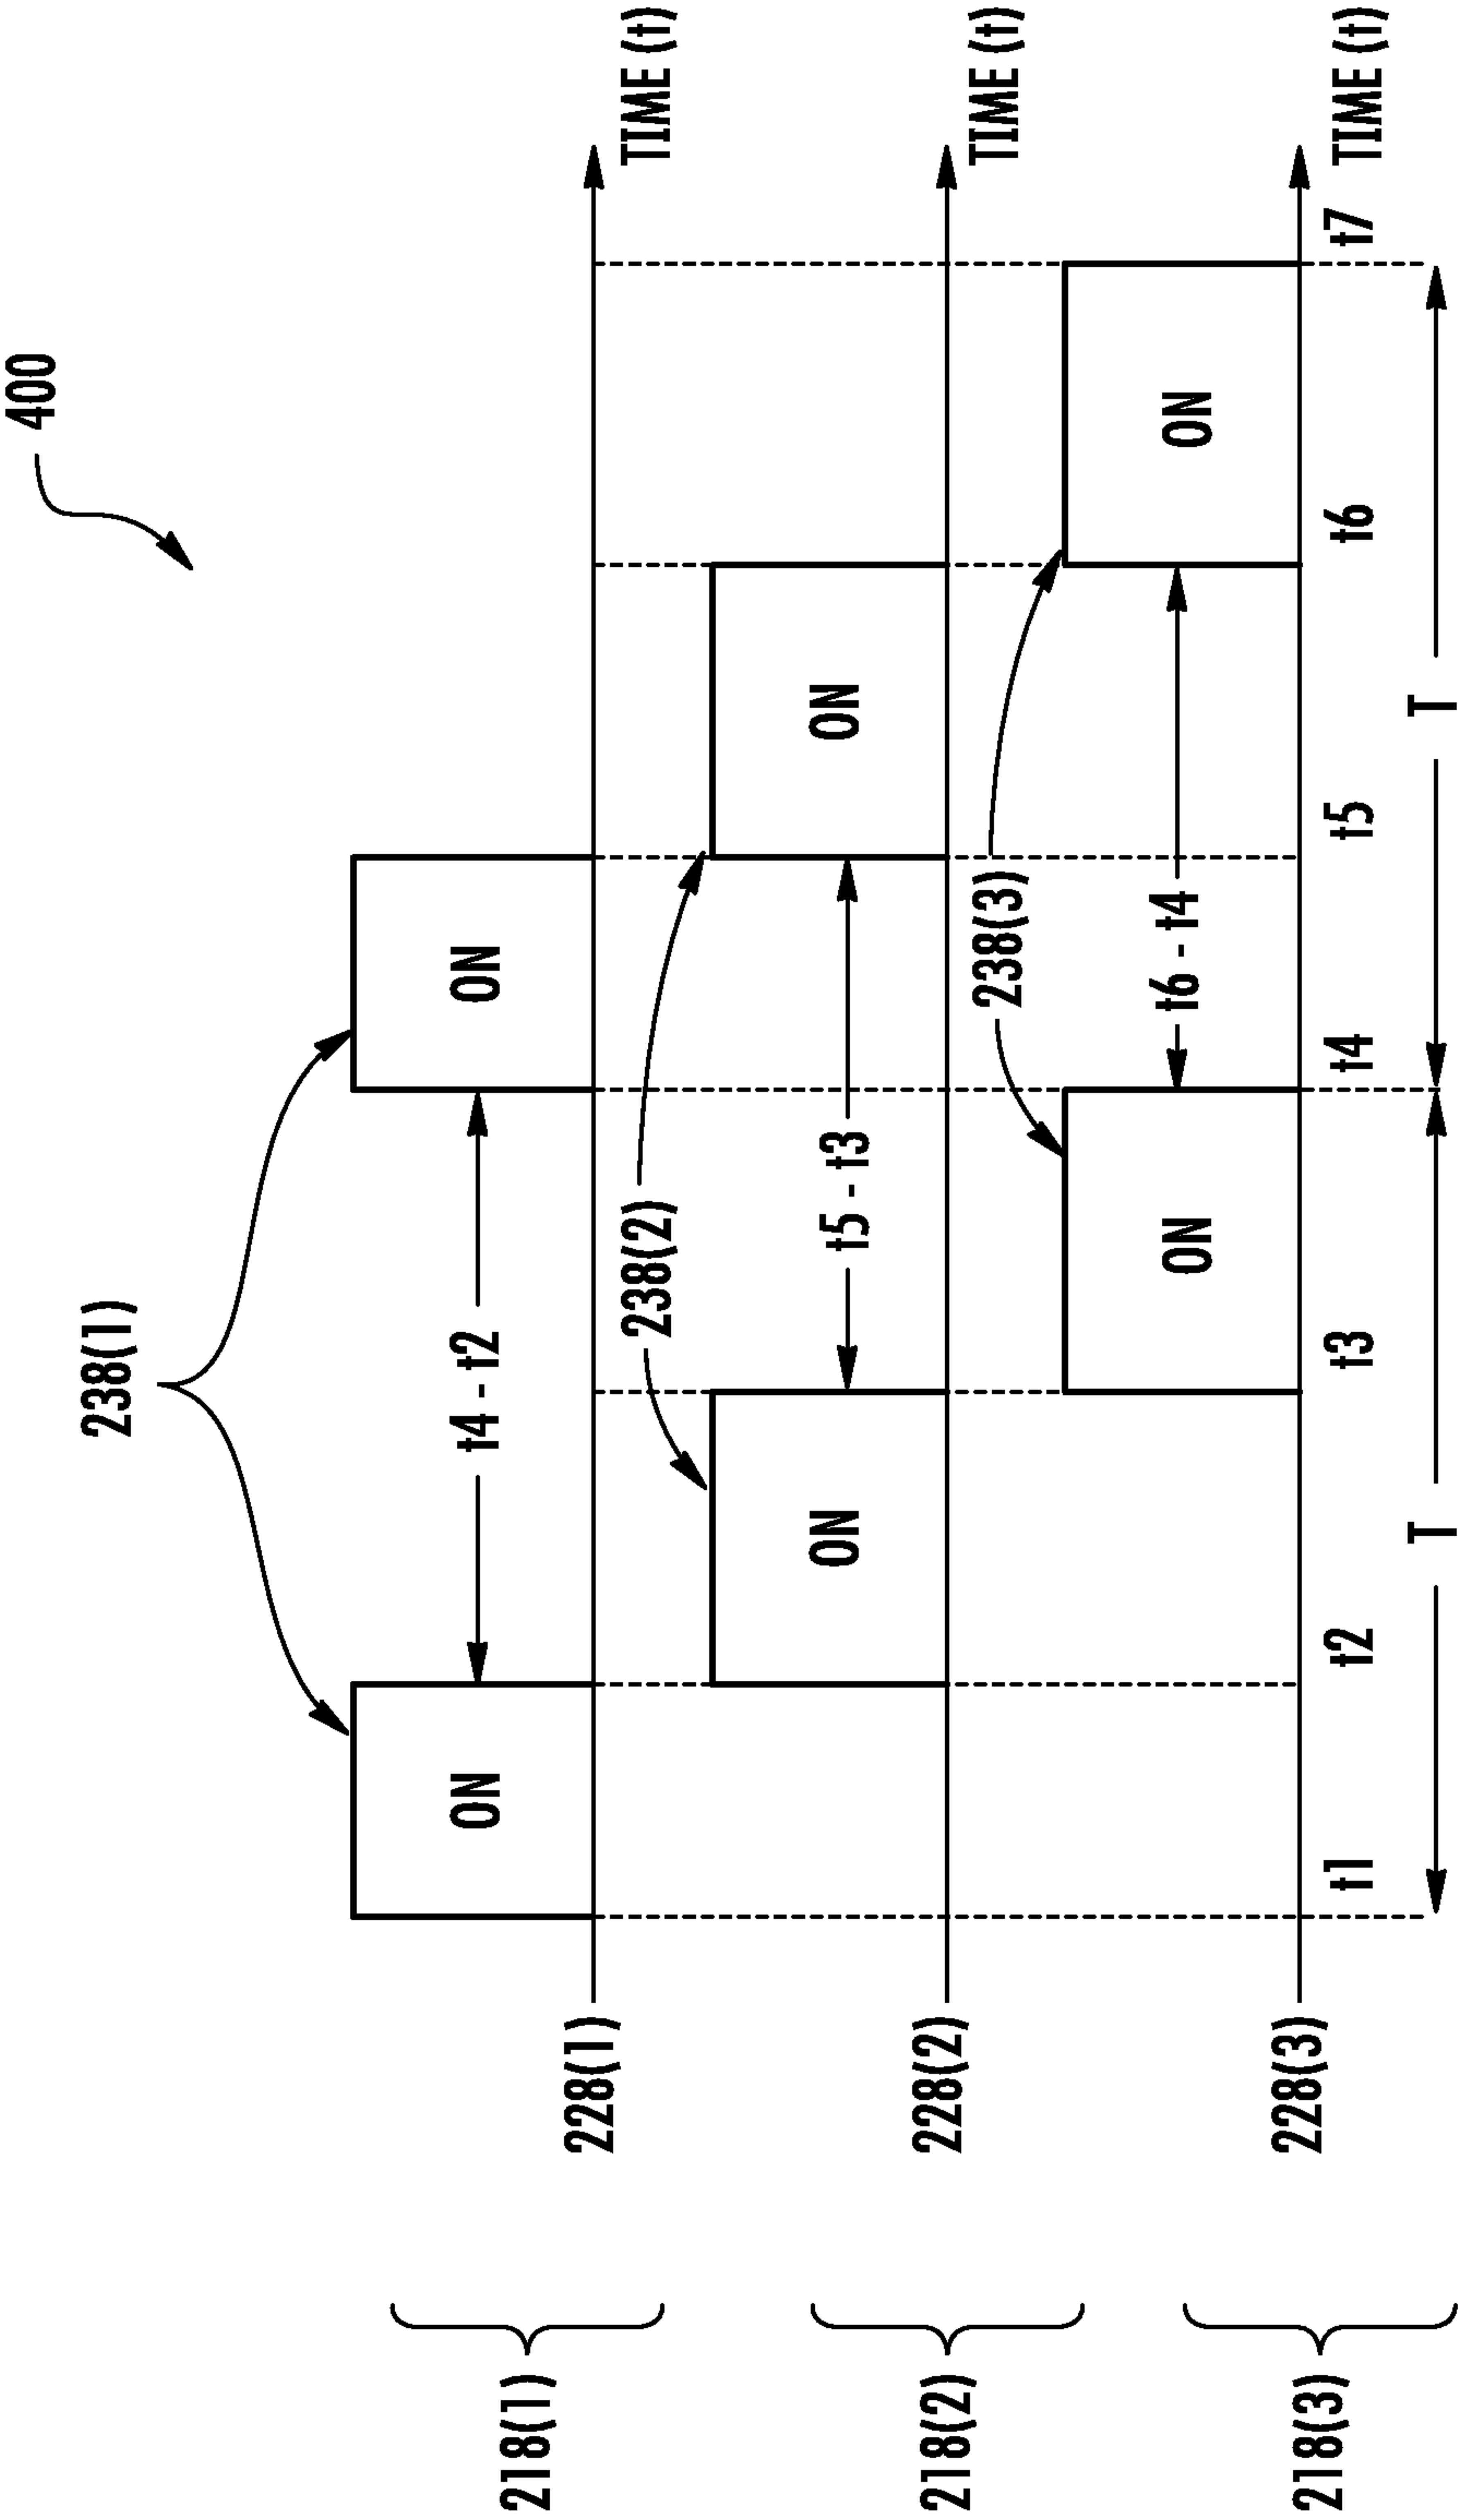 400
238(1)
218(1)
228(1)
ON
t4 - t2
ON
TIME (t)
238(2)
218(2)
228(2)
ON
t5 - t3
ON
TIME (t)
238(3)
218(3)
228(3)
ON
t6 - t4
ON
TIME (t)
t1
t2
t3
t4
t5
t6
t7
T
T